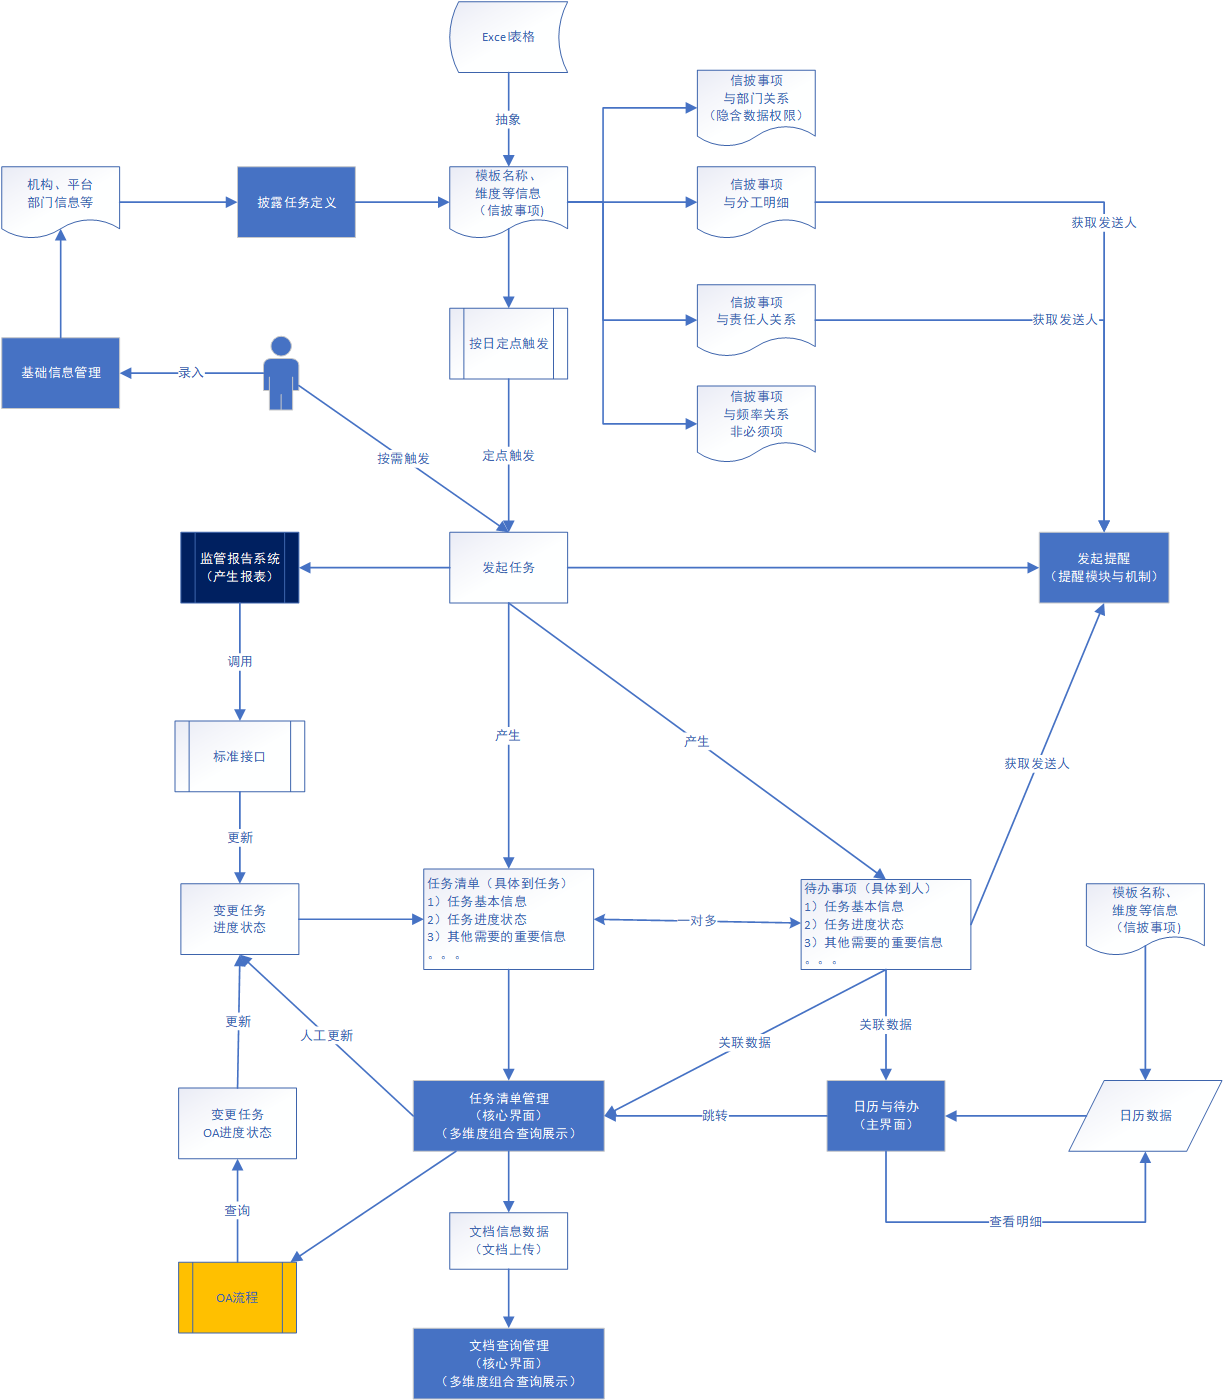 Excel表格
抽象
信披事项
与部门关系
（隐含数据权限）
机构、平台
部门信息等
披露任务定义
模板名称、
维度等信息
（信披事项)
信披事项
与分工明细
获取发送人
信披事项
与责任人关系
获取发送人
基础信息管理
录入
按日定点触发
信披事项
与频率关系
非必须项
按需触发
定点触发
监管报告系统
（产生报表）
发起任务
发起提醒
（提醒模块与机制）
调用
产生
产生
标准接口
获取发送人
更新
变更任务
进度状态
任务清单（具体到任务）
1）任务基本信息
2）任务进度状态
3）其他需要的重要信息
。。。
一对多
待办事项（具体到人）
1）任务基本信息
2）任务进度状态
3）其他需要的重要信息
。。。
模板名称、
维度等信息
（信披事项)
更新
人工更新
关联数据
关联数据
变更任务
OA进度状态
任务清单管理
（核心界面）
（多维度组合查询展示）
跳转
日历与待办
（主界面）
日历数据
查询
文档信息数据
（文档上传）
查看明细
OA流程
文档查询管理
（核心界面）
（多维度组合查询展示）